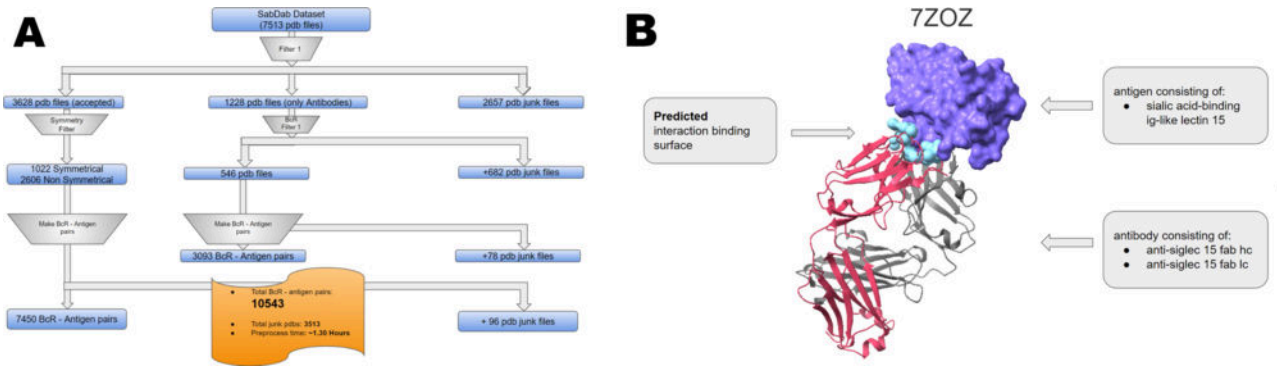 A
SabDab Dataset
(7513 pdb files)
Filter 1
3628 pdb files (accepted)
1228 pdb files (only Antibodies)
2657 pdb junk files
Symmetry
Filter
BcR
Filter 1
1022 Symmetrical
2606 Non Symmetrical
546 pdb files
+682 pdb junk files
Make BcR - Antigen
pairs
Make BcR - Antigen
pairs
3093 BcR - Antigen pairs
+78 pdb junk files
Total BcR - antigen pairs:
10543
Total junk pdbs: 3513
Preprocess time: ~1.30 Hours
7450 BcR - Antigen pairs
+ 96 pdb junk files
B
7ZOZ
Predicted
interaction binding
surface
antigen consisting of:
● sialic acid-binding
ig-like lectin 15
antibody consisting of:
● anti-siglec 15 fab hc
● anti-siglec 15 fab lc